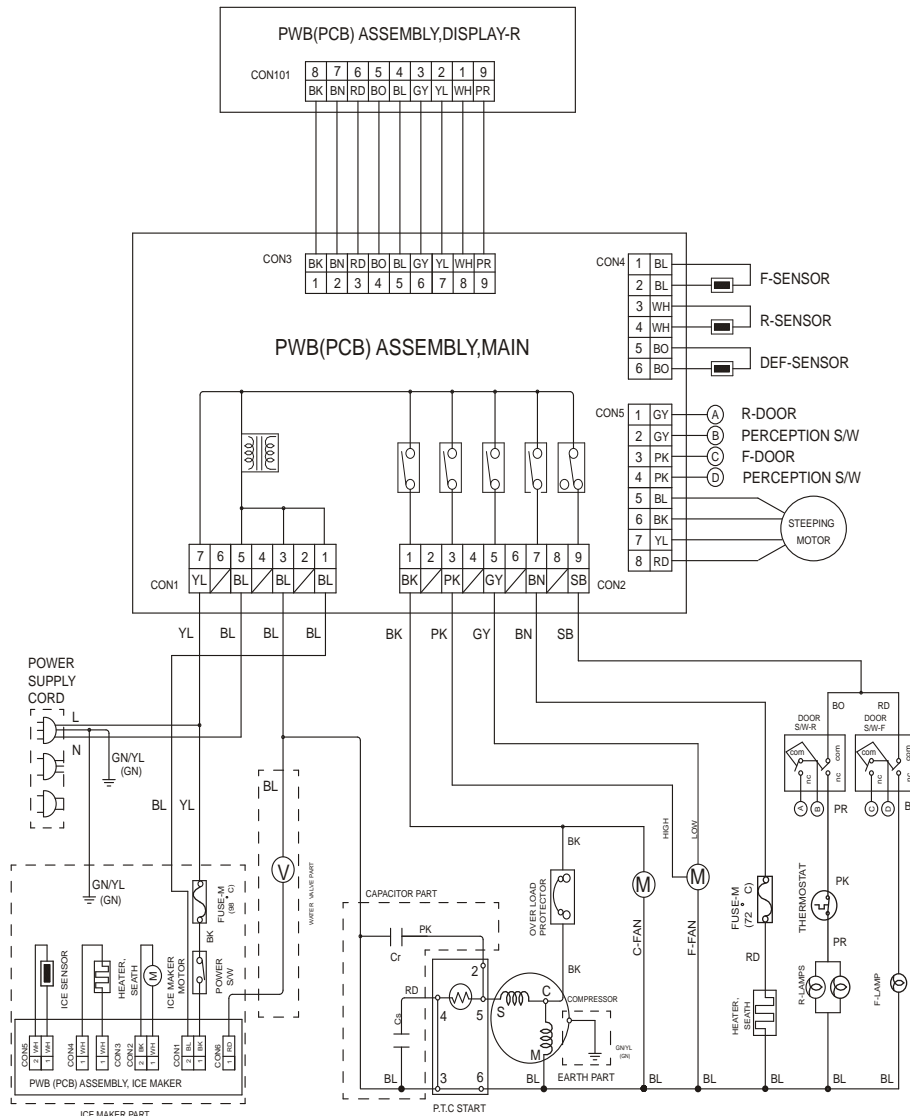 PWB(PCB) ASSEMBLY,DISPLAY-R
CON101
8 7 6 5 4 3 2 1 9
BK BN RD BO BL GY YL WH PR
CON3
BK BN RD BO BL GY YL WH PR
1 2 3 4 5 6 7 8 9
PWB(PCB) ASSEMBLY,MAIN
CON4
1 BL
2 BL
F-SENSOR
3 WH
4 WH
R-SENSOR
5 BO
6 BO
DEF-SENSOR
CON5
1 GY A R-DOOR
2 GY B PERCEPTION S/W
3 PK C F-DOOR
4 PK D PERCEPTION S/W
5 BL
6 BK
7 YL
8 RD
STEEPING
MOTOR
7 6 5 4 3 2 1
CON1 YL BL BL BL
1 2 3 4 5 6 7 8 9
BK PK GY BN SB CON2
YL BL BL BL BK PK GY BN SB
POWER
SUPPLY
CORD
L
N
GN/YL
(GN)
BL YL
GN/YL
(GN)
BL
WATER VALVE PART
V
FUSE-M
(98°C)
BK
ICE SENSOR
HEATER,
SEATH
M
ICE MAKER
MOTOR
POWER
S/W
CON5 2 WH 1 WH
CON4 1 WH 1 WH
CON3
CON2 2 BK 1 WH
CON1 2 BL 1 BK
CON6 1 RD
PWB (PCB) ASSEMBLY, ICE MAKER
ICE MAKER PART
CAPACITOR PART
PK
Cr
RD
Cs
BL
2
4 5
3 6
P.T.C START
BL
S C M
COMPRESSOR
GN/YL
(GN)
EARTH PART
BL
BK
OVER LOAD
PROTECTOR
BK
M
C-FAN
BL
HIGH
LOW
M
F-FAN
BL
FUSE-M
(72°C)
RD
HEATER,
SEATH
BL
BO RD
DOOR
S/W-R
com com
nc nc
A B
PR
DOOR
S/W-F
com com
nc nc
C D
B
THERMOSTAT
PK
PR
R-LAMPS
BL
F-LAMP
BL